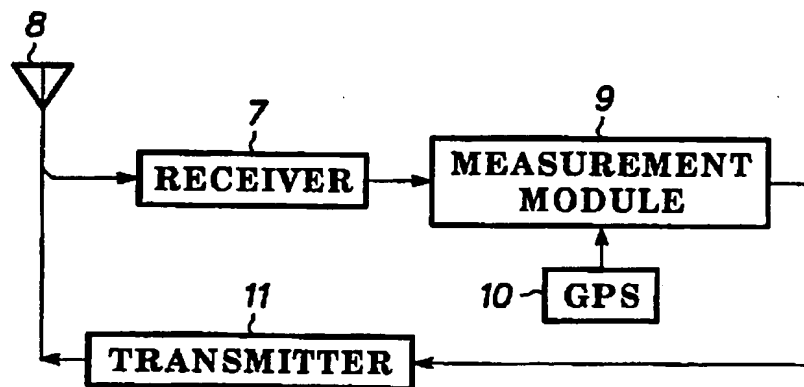 8
7
RECEIVER
9
MEASUREMENT
MODULE
10
GPS
11
TRANSMITTER